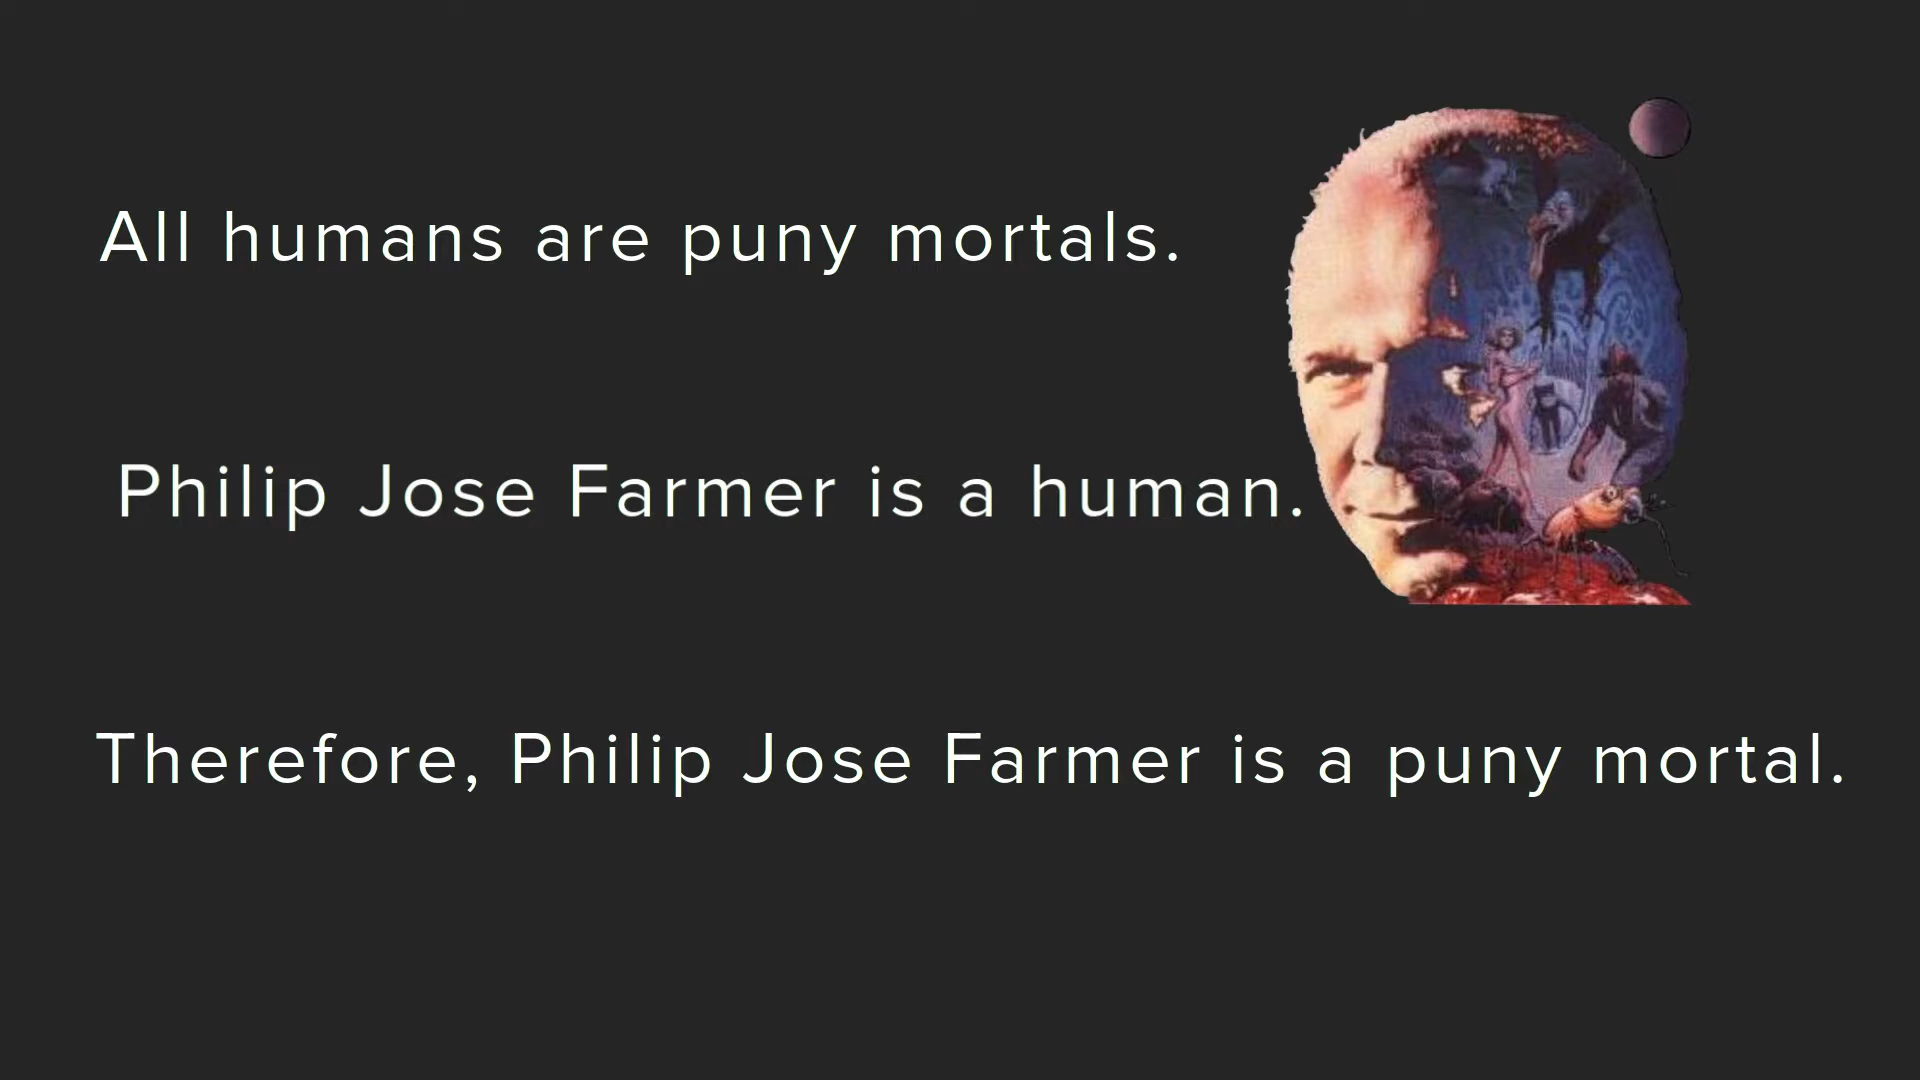 All humans are puny mortals.
Philip Jose Farmer is a human.
Therefore, Philip Jose Farmer is a puny mortal.